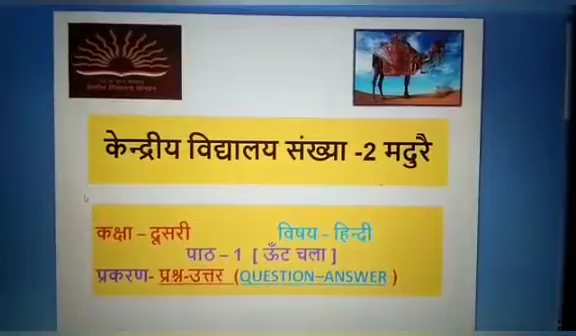 केन्द्रीय विद्यालय संख्या -2 मदुरै
कक्षा – दूसरी विषय – हिन्दी
पाठ – 1 [ ऊँट चला ]
प्रकरण- प्रश्न-उत्तर (QUESTION–ANSWER )